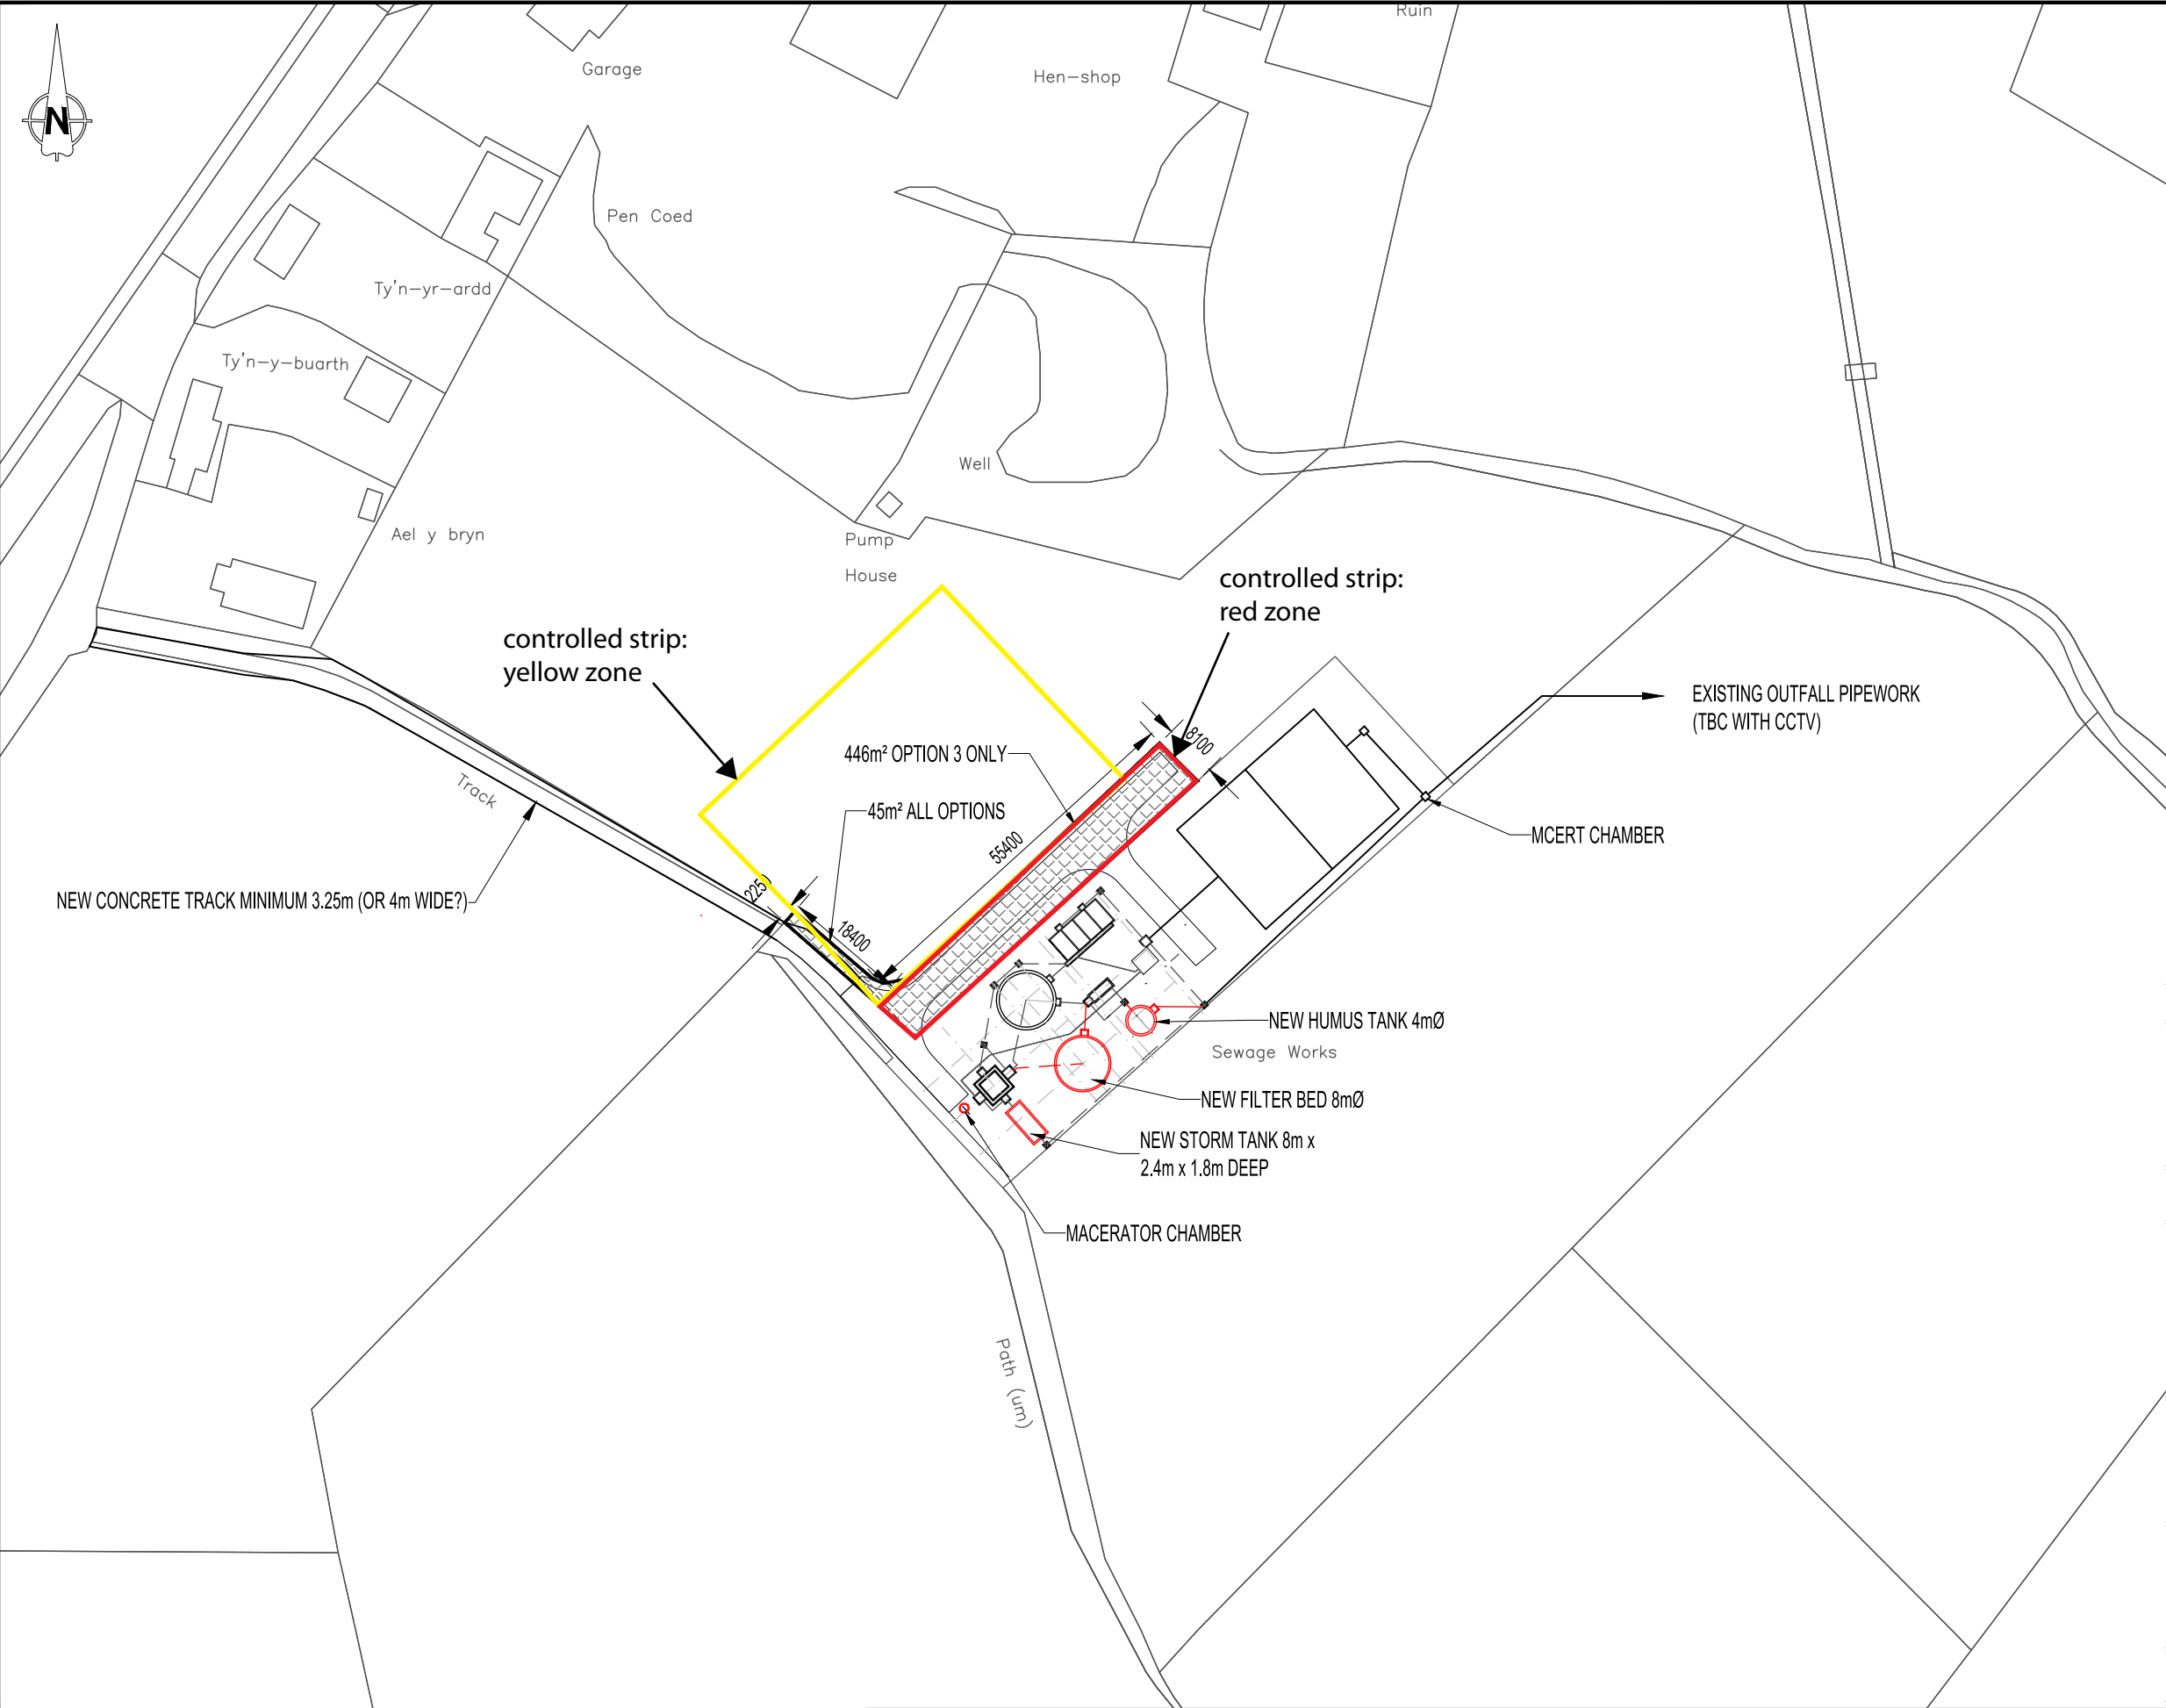 Ruin
Garage
Hen-shop
N
Pen Coed
Ty'n-yr-ardd
Ty'n-y-buarth
Well
Ael y bryn
Pump
House
controlled strip:
red zone
controlled strip:
yellow zone
EXISTING OUTFALL PIPEWORK
(TBC WITH CCTV)
8100
446m² OPTION 3 ONLY
Track
45m² ALL OPTIONS
MCERT CHAMBER
55400
NEW CONCRETE TRACK MINIMUM 3.25m (OR 4m WIDE?)
2250
18400
NEW HUMUS TANK 4mØ
Sewage Works
NEW FILTER BED 8mØ
NEW STORM TANK 8m x
2.4m x 1.8m DEEP
MACERATOR CHAMBER
Path (um)